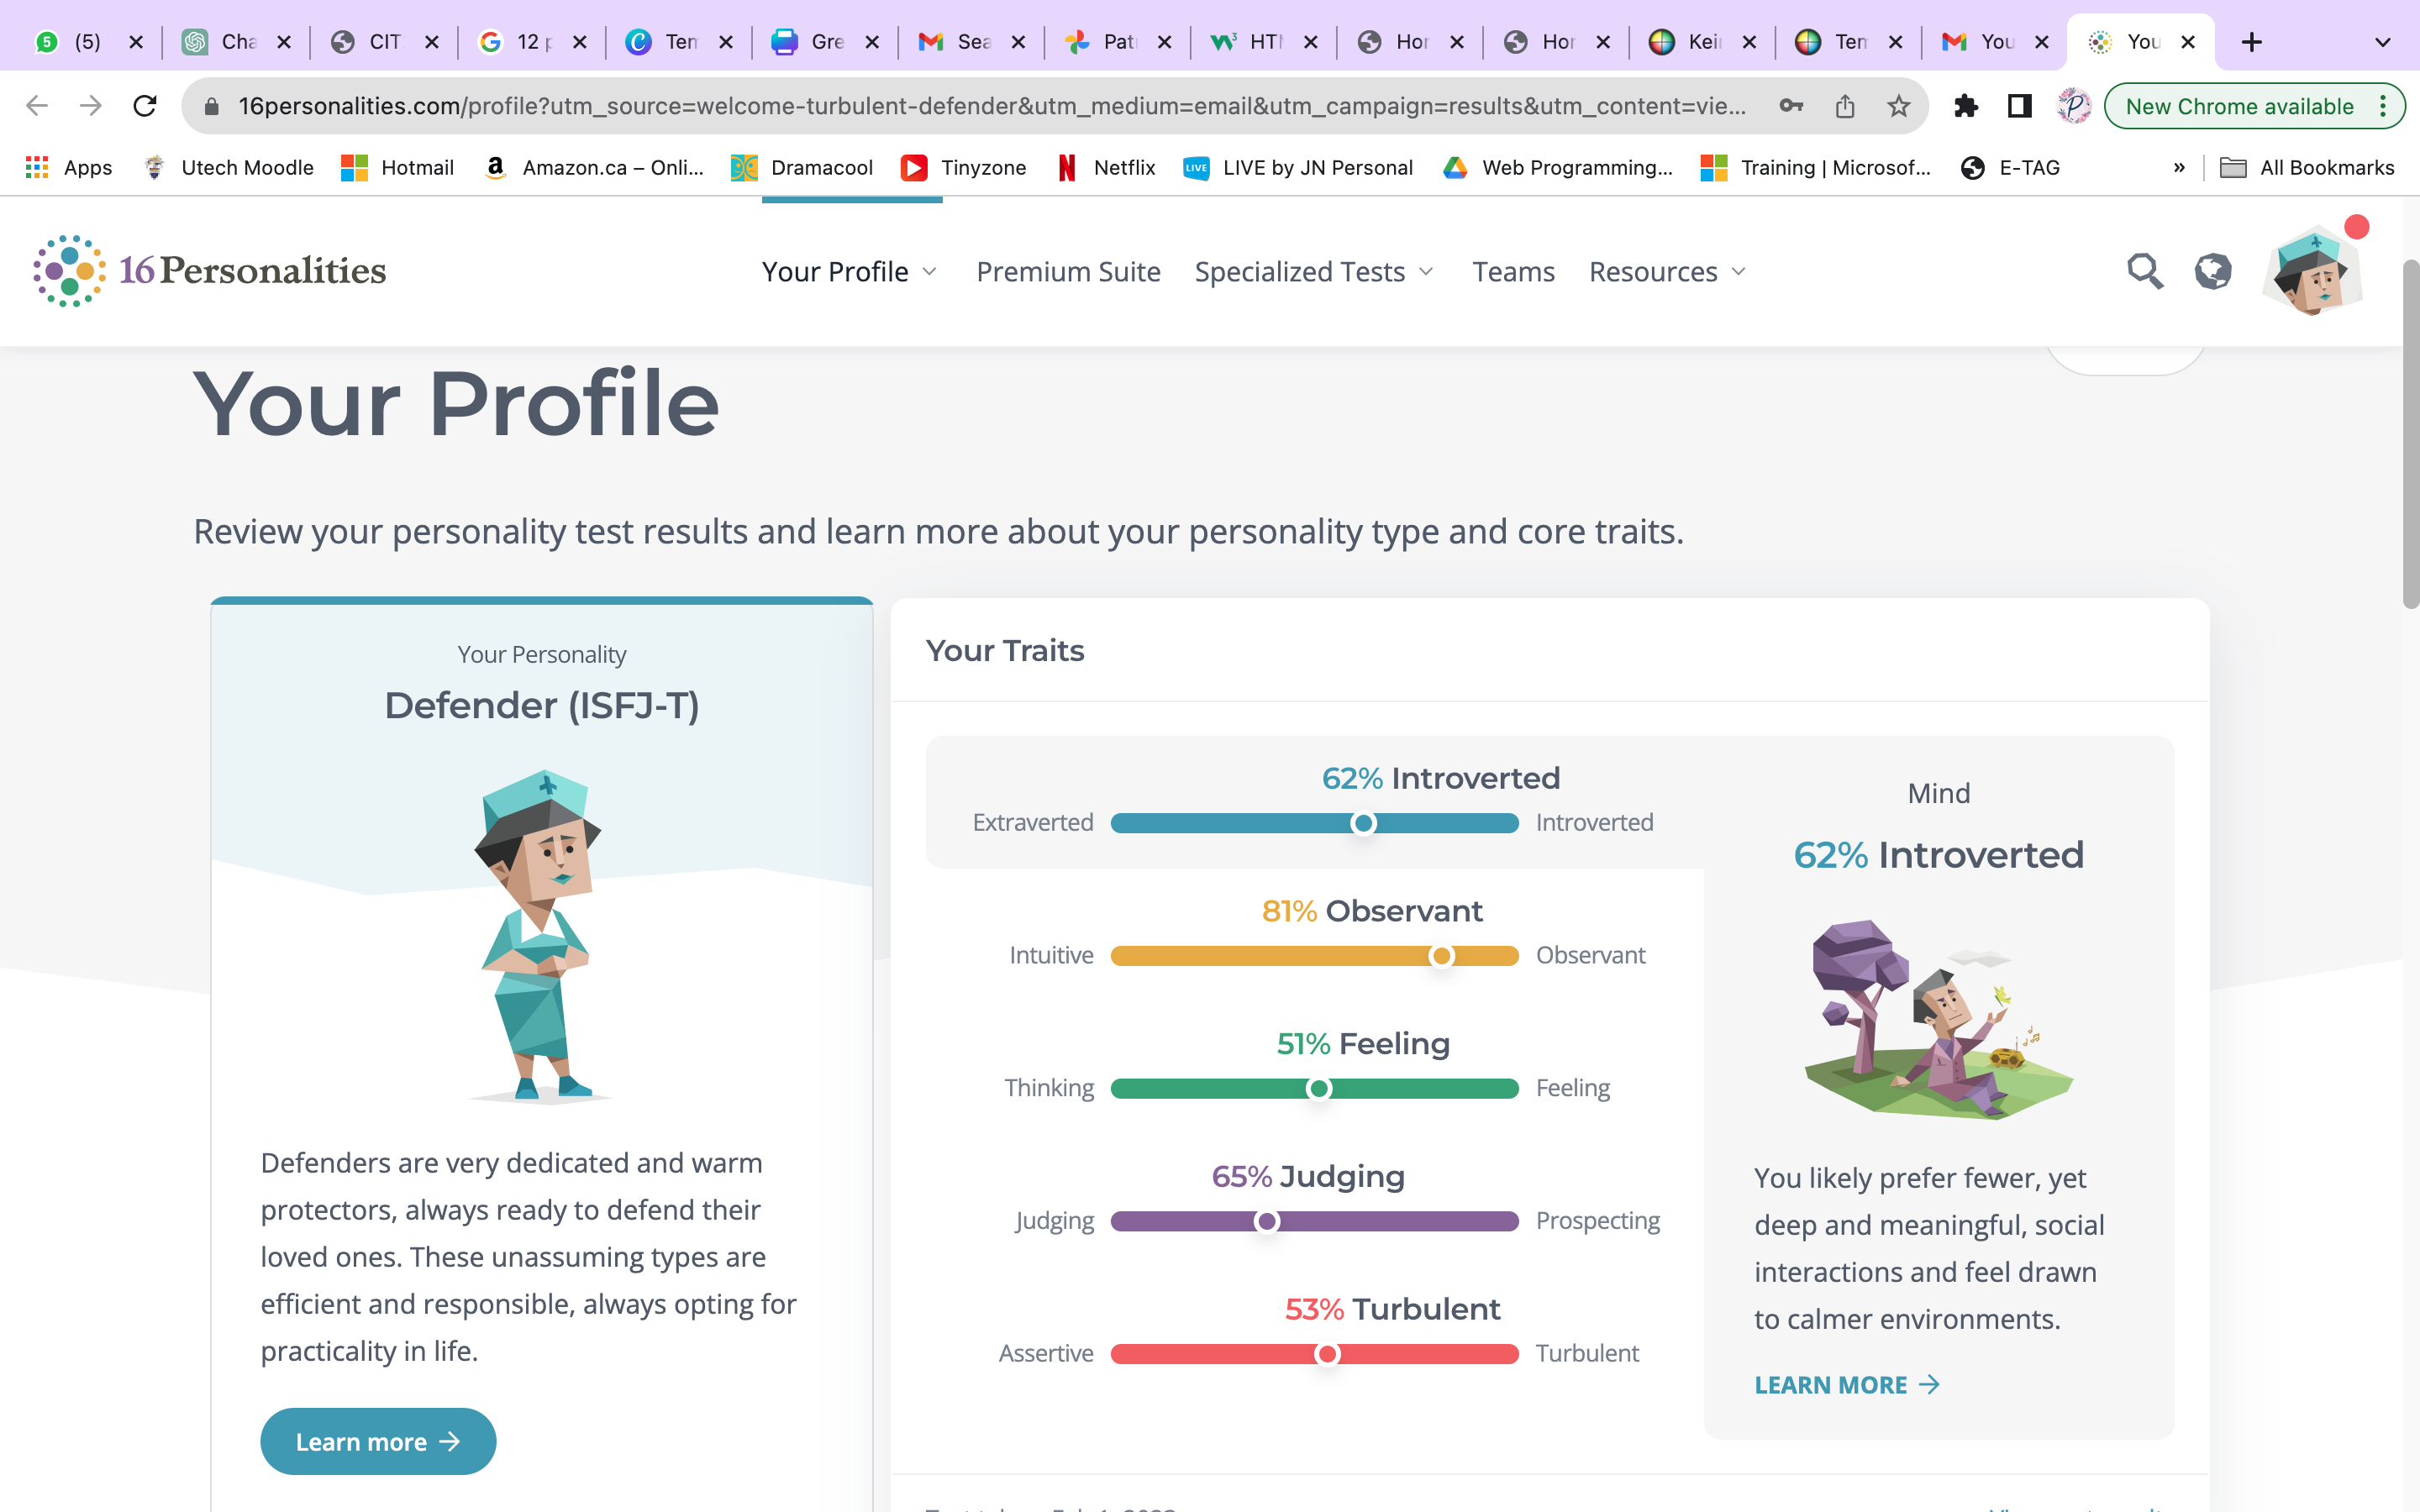 5 (5)
Cha
CIT
12 p
Tem
Gre
Sea
Pat
HTM
Hor
Hor
Kei
Tem
You
You
16personalities.com/profile?utm_source=welcome-turbulent-defender&utm_medium=email&utm_campaign=results&utm_content=vie...
New Chrome available
Apps
Utech Moodle
Hotmail
Amazon.ca – Onli...
Dramacool
Tinyzone
Netflix
LIVE
LIVE by JN Personal
Web Programming...
Training | Microsof...
E-TAG
»
All Bookmarks
16Personalities
Your Profile
Premium Suite
Specialized Tests
Teams
Resources
Your Profile
Review your personality test results and learn more about your personality type and core traits.
Your Personality
Defender (ISFJ-T)
Defenders are very dedicated and warm
protectors, always ready to defend their
loved ones. These unassuming types are
efficient and responsible, always opting for
practicality in life.
Learn more →
Your Traits
62% Introverted
Extraverted
Introverted
81% Observant
Intuitive
Observant
51% Feeling
Thinking
Feeling
65% Judging
Judging
Prospecting
53% Turbulent
Assertive
Turbulent
Mind
62% Introverted
You likely prefer fewer, yet
deep and meaningful, social
interactions and feel drawn
to calmer environments.
LEARN MORE →